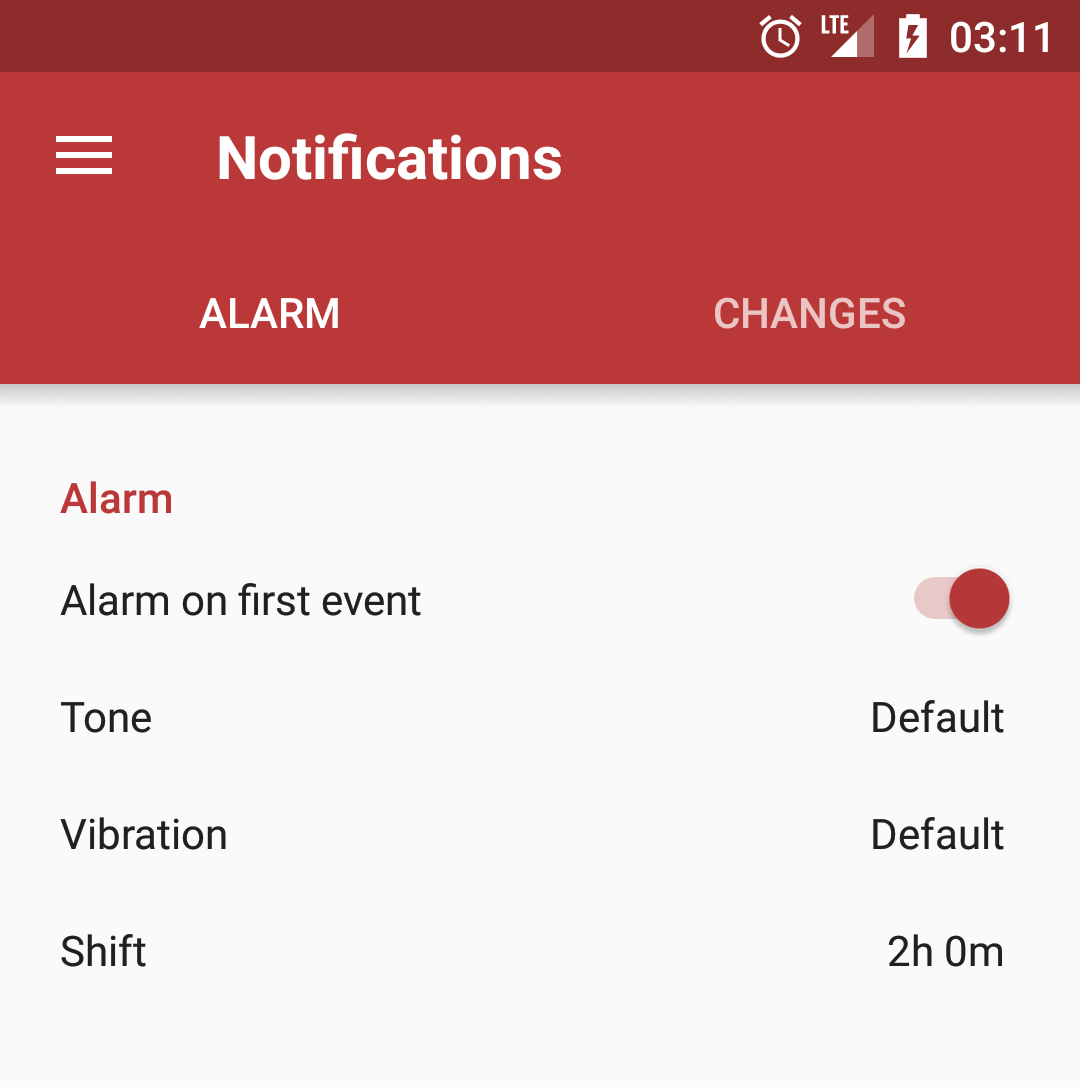 LTE 03:11
Notifications
ALARM CHANGES
Alarm
Alarm on first event
Tone Default
Vibration Default
Shift 2h 0m